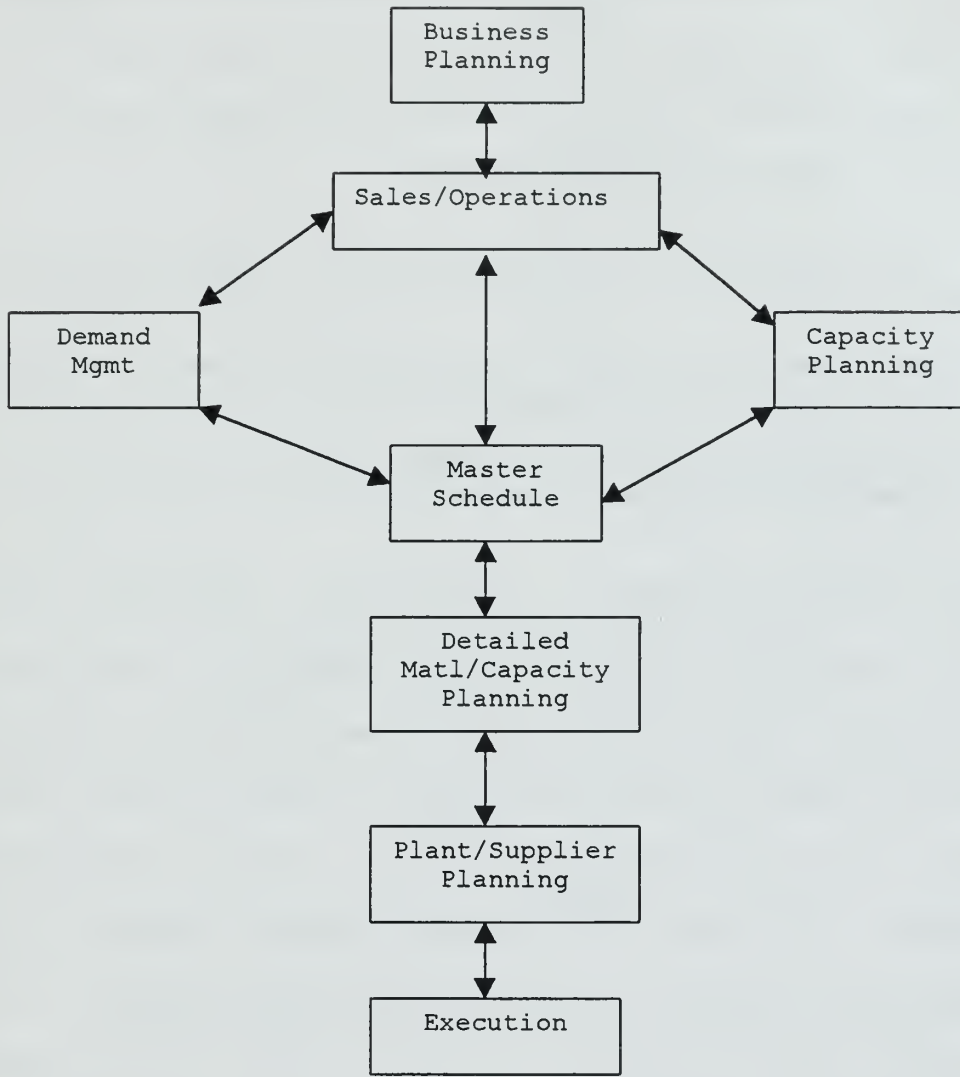 Business
Planning
Sales/Operations
Demand
Mgmt
Capacity
Planning
Master
Schedule
Detailed
Matl/Capacity
Planning
Plant/Supplier
Planning
Execution